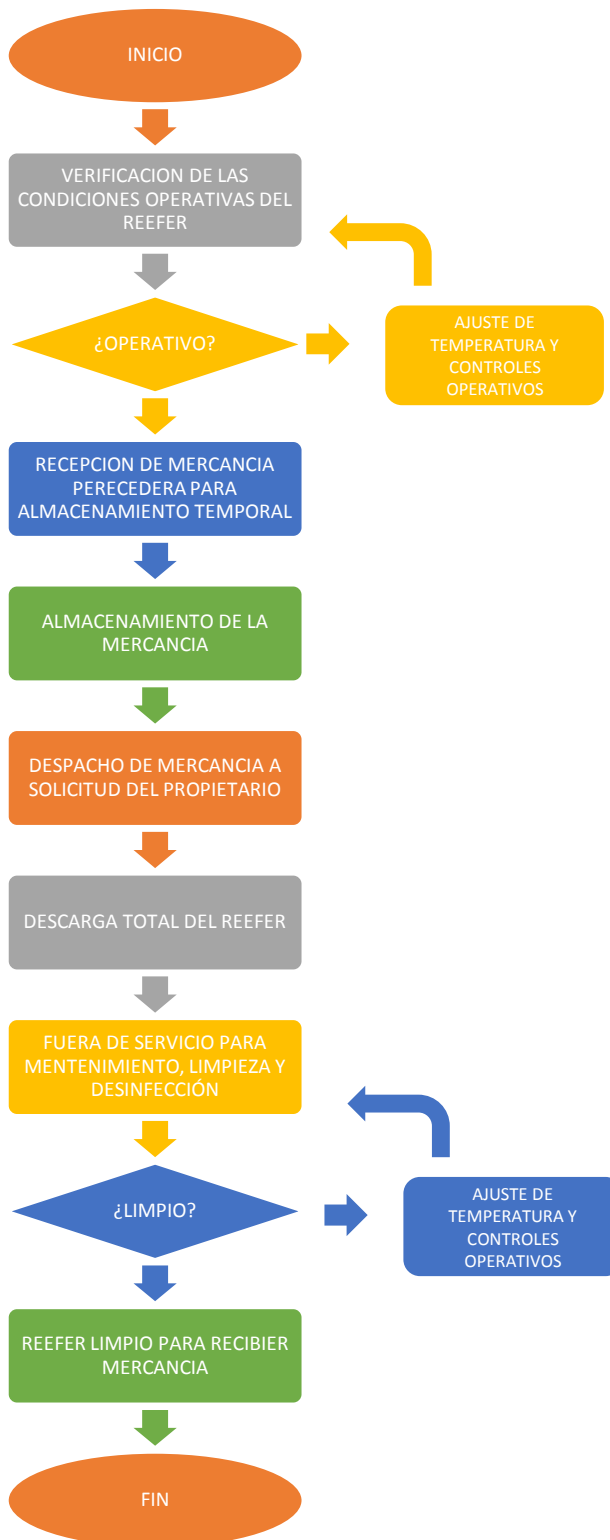 INICIO
VERIFICACION DE LAS
CONDICIONES OPERATIVAS DEL
REEFER
¿OPERATIVO?
AJUSTE DE
TEMPERATURA Y
CONTROLES
OPERATIVOS
RECEPCION DE MERCANCIA
PERECEDERA PARA
ALMACENAMIENTO TEMPORAL
ALMACENAMIENTO DE LA
MERCANCIA
DESPACHO DE MERCANCIA A
SOLICITUD DEL PROPIETARIO
DESCARGA TOTAL DEL REEFER
FUERA DE SERVICIO PARA
MENTENIMIENTO, LIMPIEZA Y
DESINFECCIÓN
¿LIMPIO?
AJUSTE DE
TEMPERATURA Y
CONTROLES
OPERATIVOS
REEFER LIMPIO PARA RECIBIER
MERCANCIA
FIN